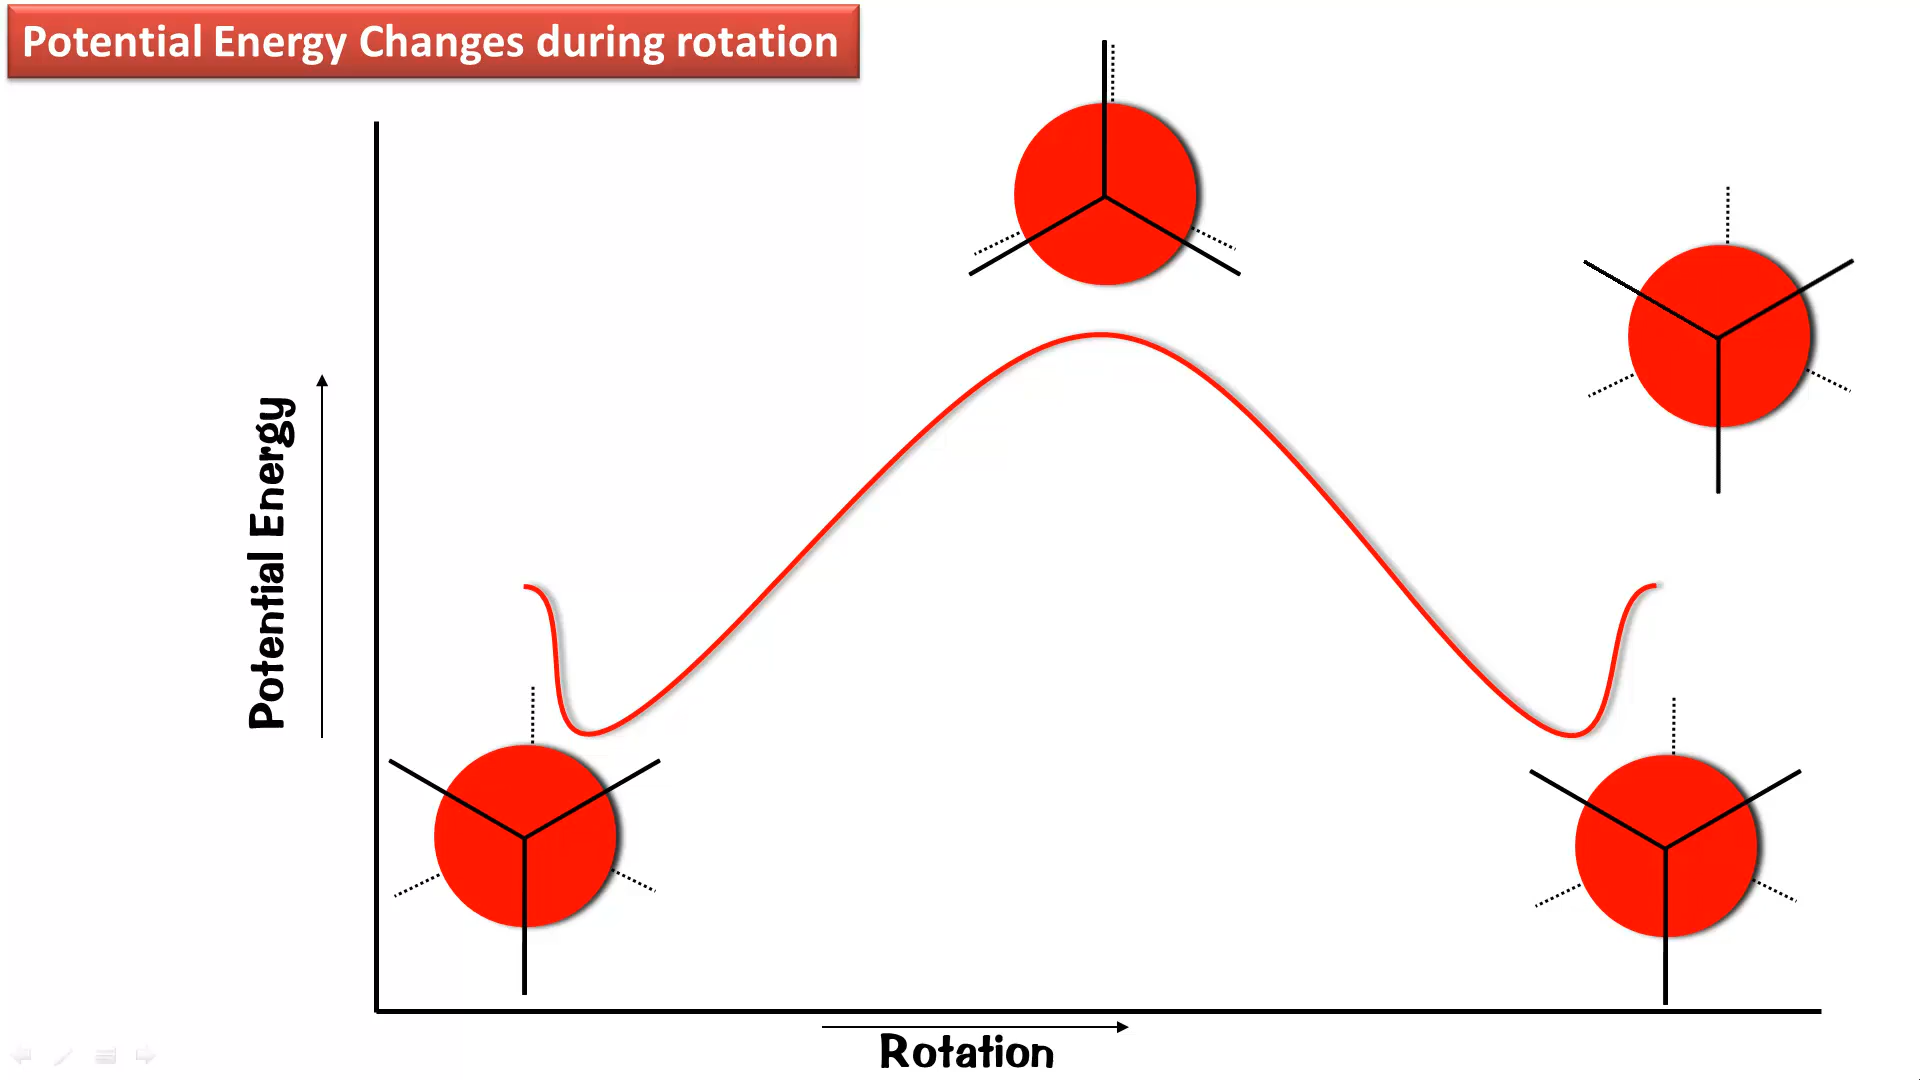 Potential Energy Changes during rotation
Potential Energy
Rotation